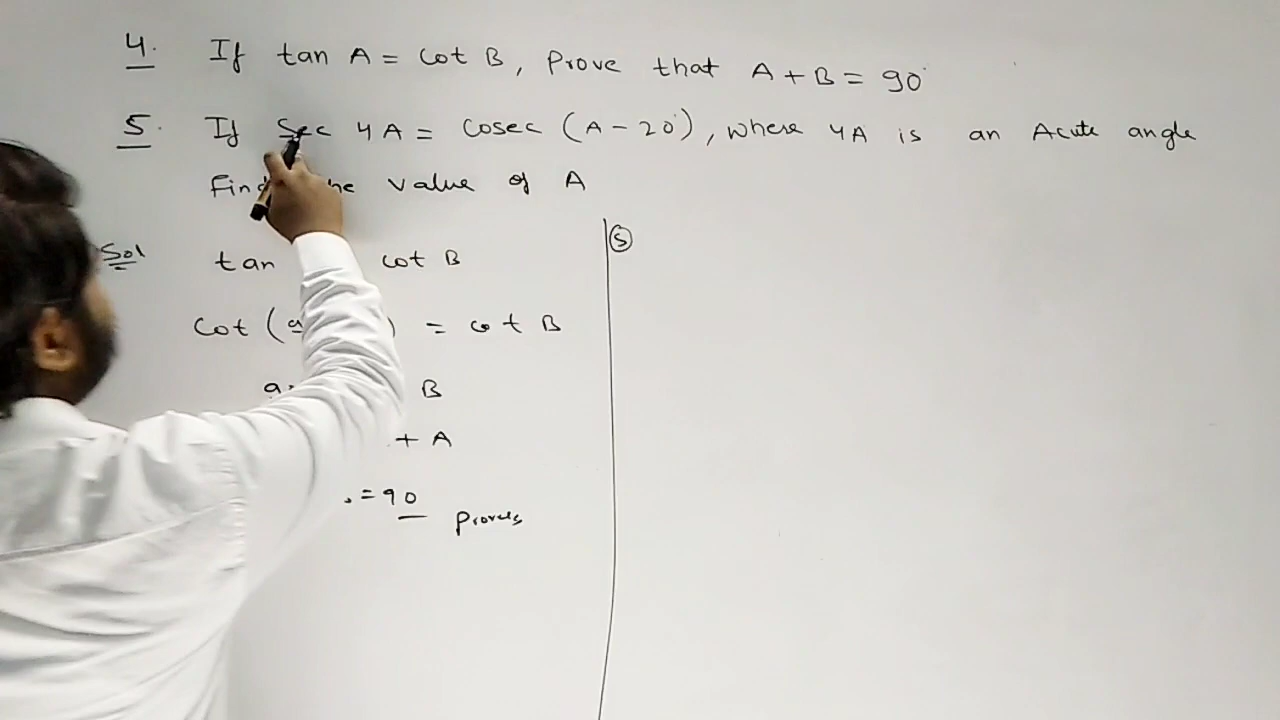 4. If tan A = Cot B, Prove that A + B = 90°
5. If Sec 4A = Cosec (A - 20°), where 4A is an Acute angle
Find value of A
Sol tan cot B
Cot ( ) = cot B
B
+ A
= 90 Proves
(5)